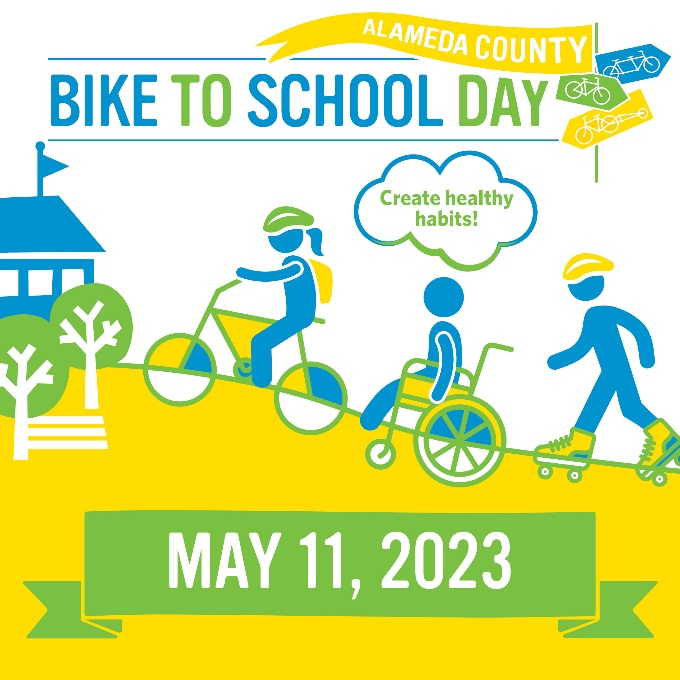 ALAMEDA COUNTY
BIKE TO SCHOOL DAY
Create healthy
habits!
MAY 11, 2023